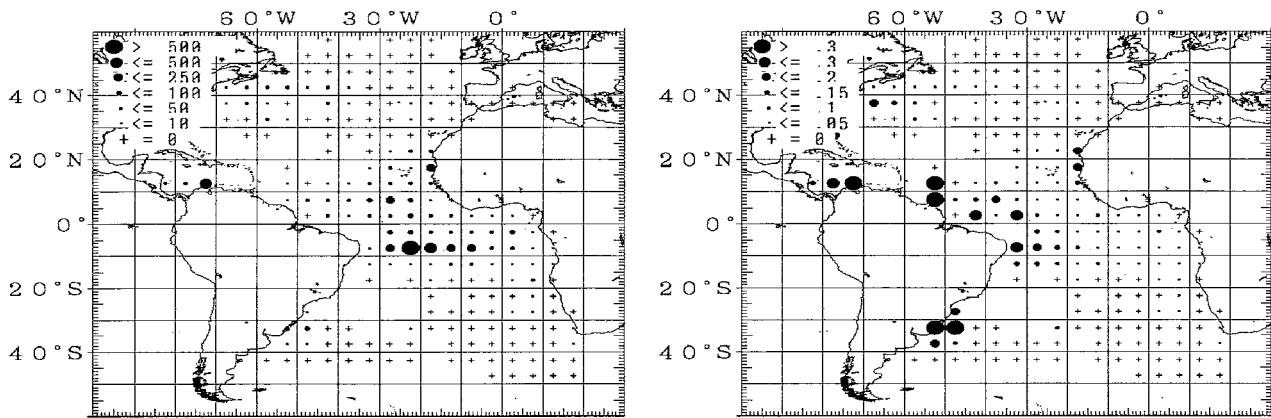 60°W 30°W 0°
> 500
<= 500
<= 250
<= 100
<= 50
<= 10
+ = 0
40°N
20°N
0°
20°S
40°S
60°W 30°W 0°
> .3
<= .3
<= .2
<= .15
<= .1
<= .05
+ = 0
40°N
20°N
0°
20°S
40°S